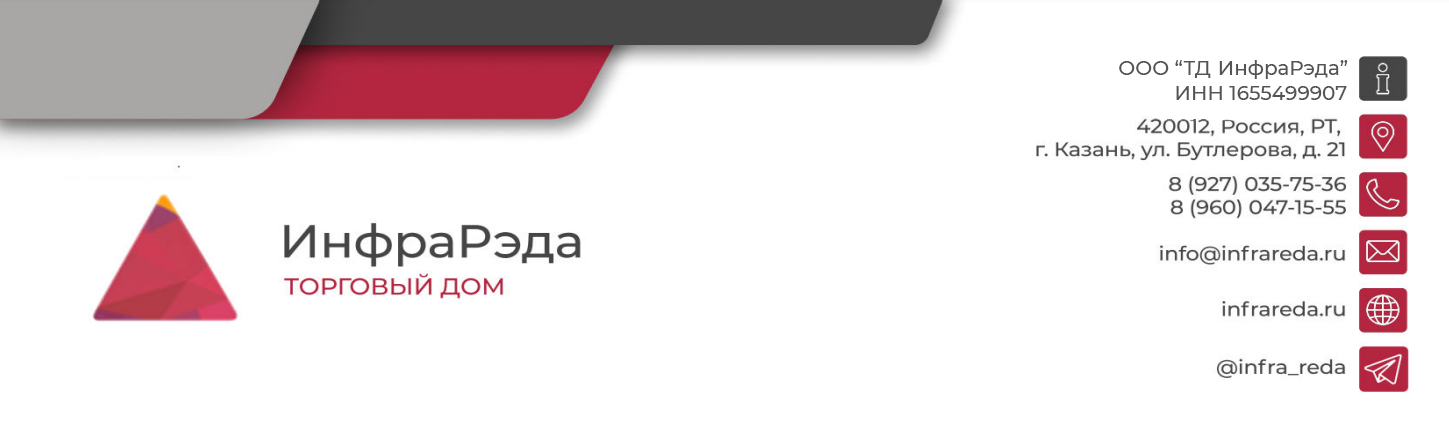 ООО “ТД ИнфраРэда”
ИНН 1655499907
420012, Россия, РТ,
г. Казань, ул. Бутлерова, д. 21
8 (927) 035-75-36
8 (960) 047-15-55
info@infrareda.ru
infrareda.ru
@infra_reda
ИнфраРэда
ТОРГОВЫЙ ДОМ